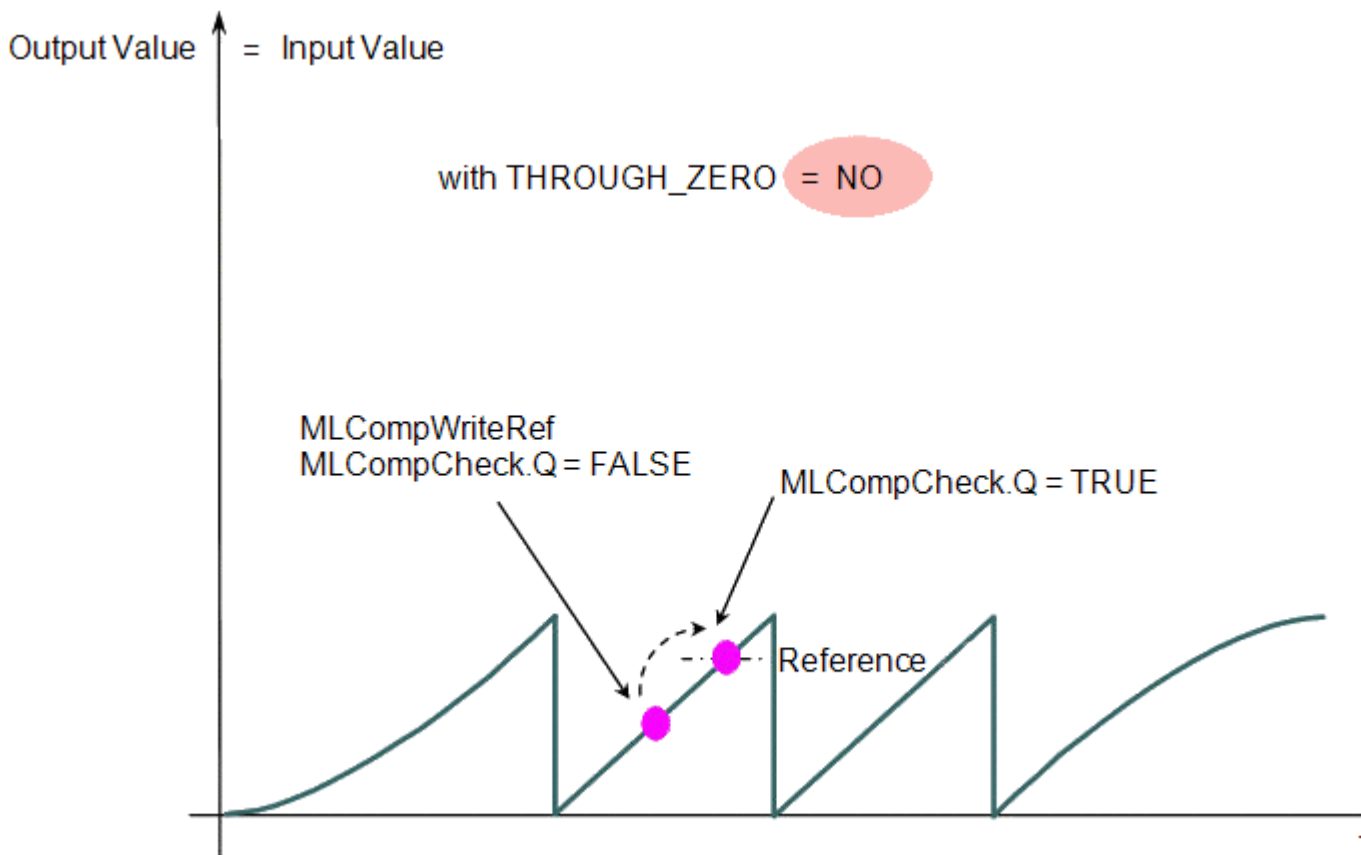 Output Value = Input Value
with THROUGH_ZERO = NO
MLCompWriteRef
MLCompCheck.Q = FALSE
MLCompCheck.Q = TRUE
Reference